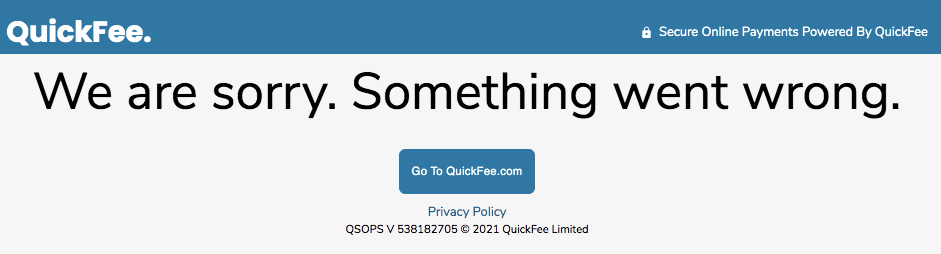 QuickFee.
Secure Online Payments Powered By QuickFee
We are sorry. Something went wrong.
Go To QuickFee.com
Privacy Policy
QSOPS V 538182705 © 2021 QuickFee Limited